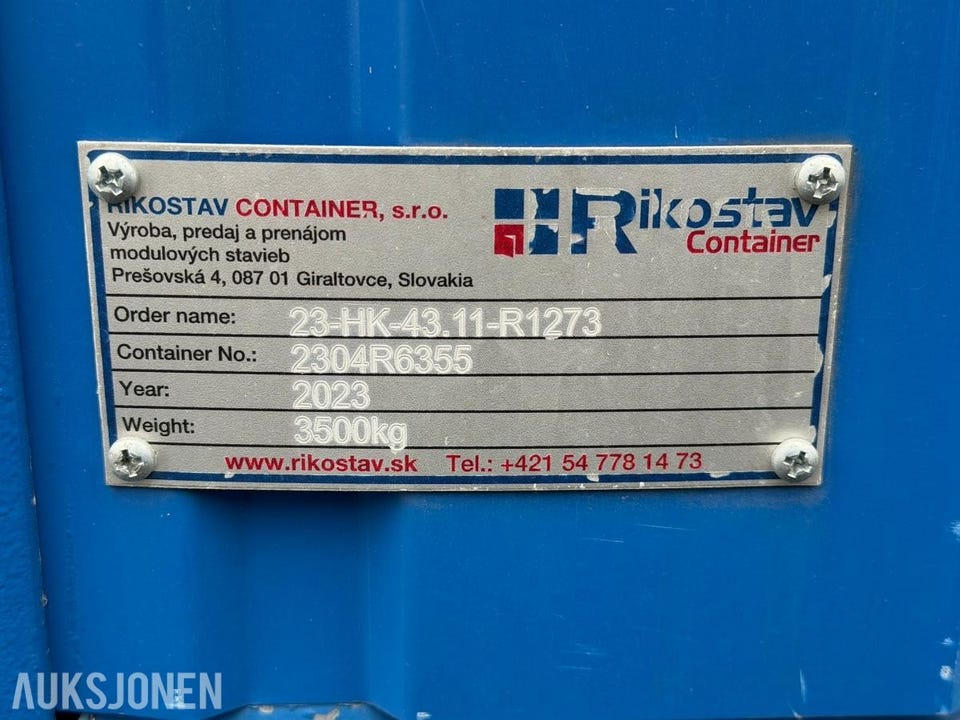 RIKOSTAV CONTAINER, s.r.o.
Výroba, predaj a prenájom
modulových stavieb
Prešovská 4, 087 01 Giraltovce, Slovakia
Rikostav
Container
Order name: 23-HK-43.11-R1273
Container No.: 2304R6355
Year: 2023
Weight: 3500kg
www.rikostav.sk Tel.: +421 54 778 14 73
AUKSJONEN